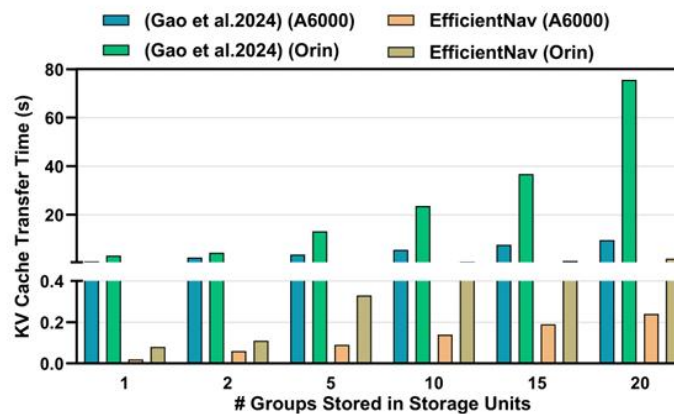 (Gao et al.2024) (A6000) EfficientNav (A6000)
(Gao et al.2024) (Orin) EfficientNav (Orin)
KV Cache Transfer Time (s)
80
60
40
20
0.4
0.2
0.0
1 2 5 10 15 20
# Groups Stored in Storage Units